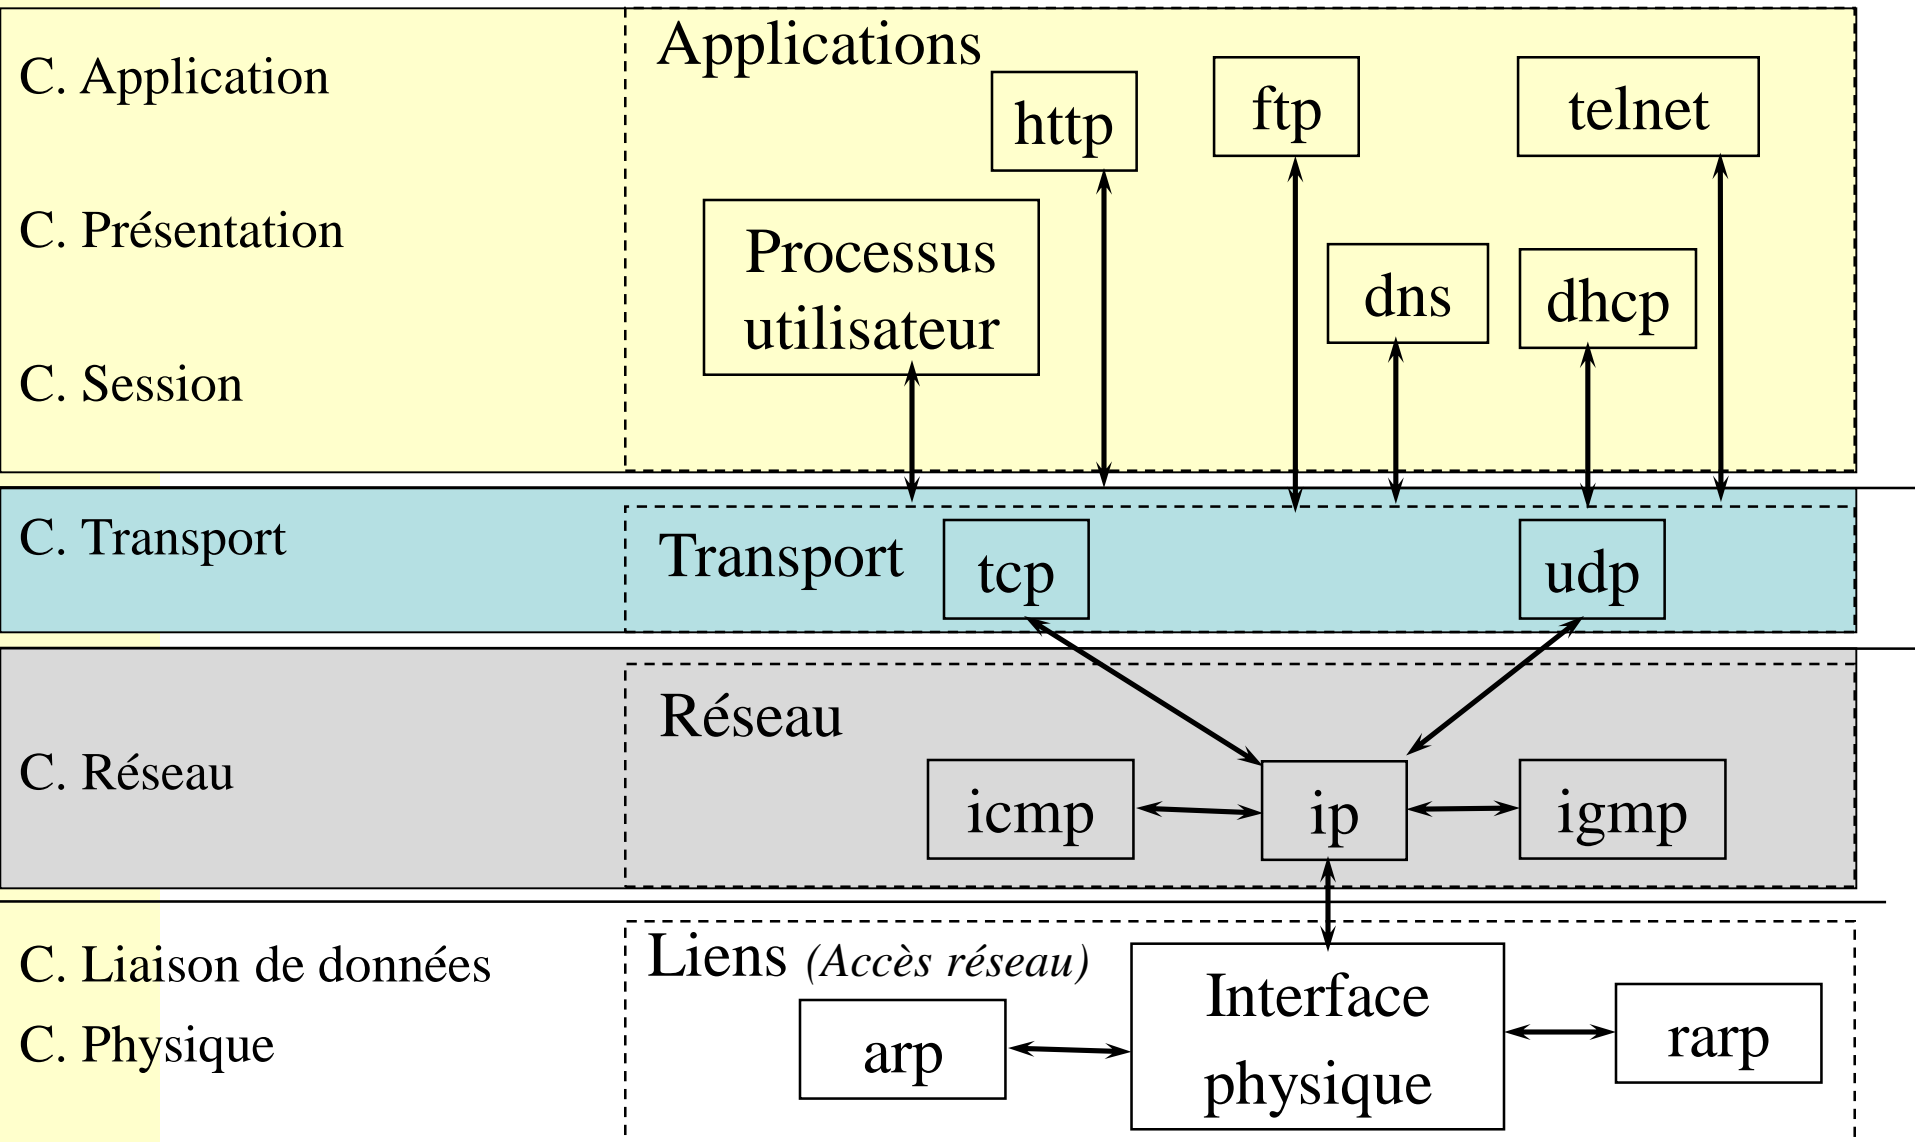 C. Application
C. Présentation
C. Session
Applications
http
ftp
telnet
Processus
utilisateur
dns
dhcp
C. Transport
Transport
tcp
udp
C. Réseau
Réseau
icmp
ip
igmp
C. Liaison de données
C. Physique
Liens (Accès réseau)
arp
Interface
physique
rarp